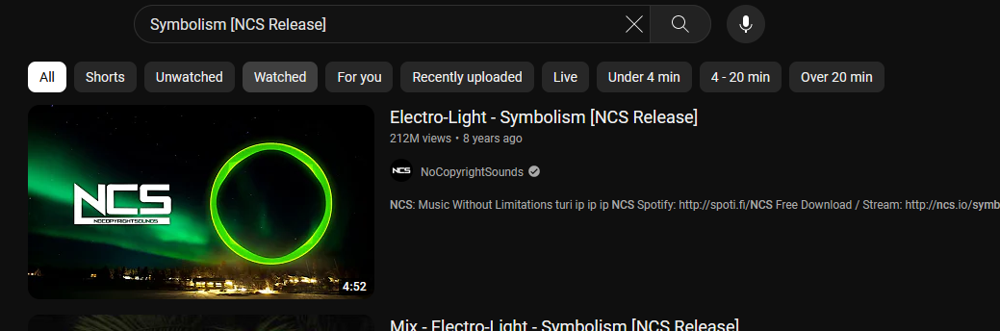 Symbolism [NCS Release]
All Shorts Unwatched Watched For you Recently uploaded Live Under 4 min 4 - 20 min Over 20 min
NCS
NOCOPYRIGHTSOUNDS
4:52
Electro-Light - Symbolism [NCS Release]
212M views • 8 years ago
NCS NoCopyrightSounds
NCS: Music Without Limitations turi ip ip ip NCS Spotify: http://spoti.fi/NCS Free Download / Stream: http://ncs.io/symb
Mix - Electro-Light - Symbolism [NCS Release]